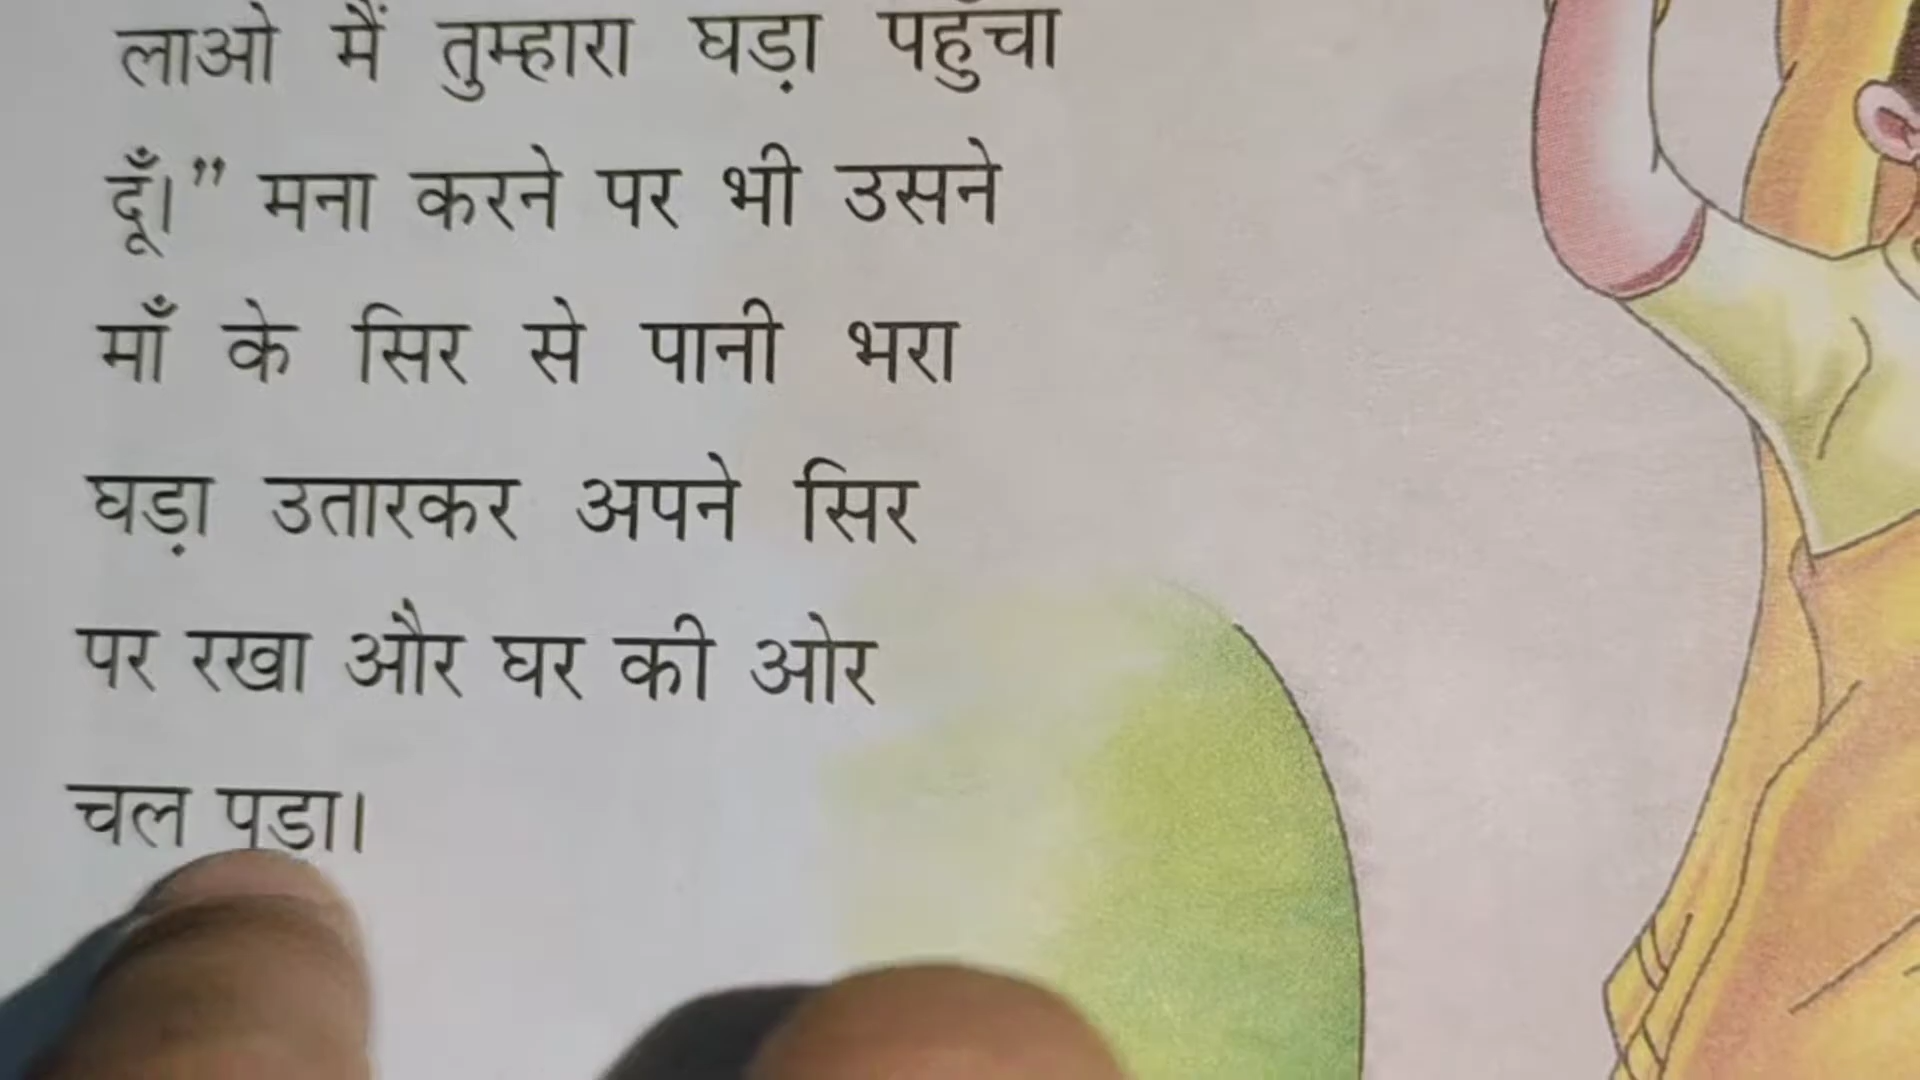 लाओ मैं तुम्हारा घड़ा पहुँचा
दूँ।” मना करने पर भी उसने
माँ के सिर से पानी भरा
घड़ा उतारकर अपने सिर
पर रखा और घर की ओर
चल पड़ा।